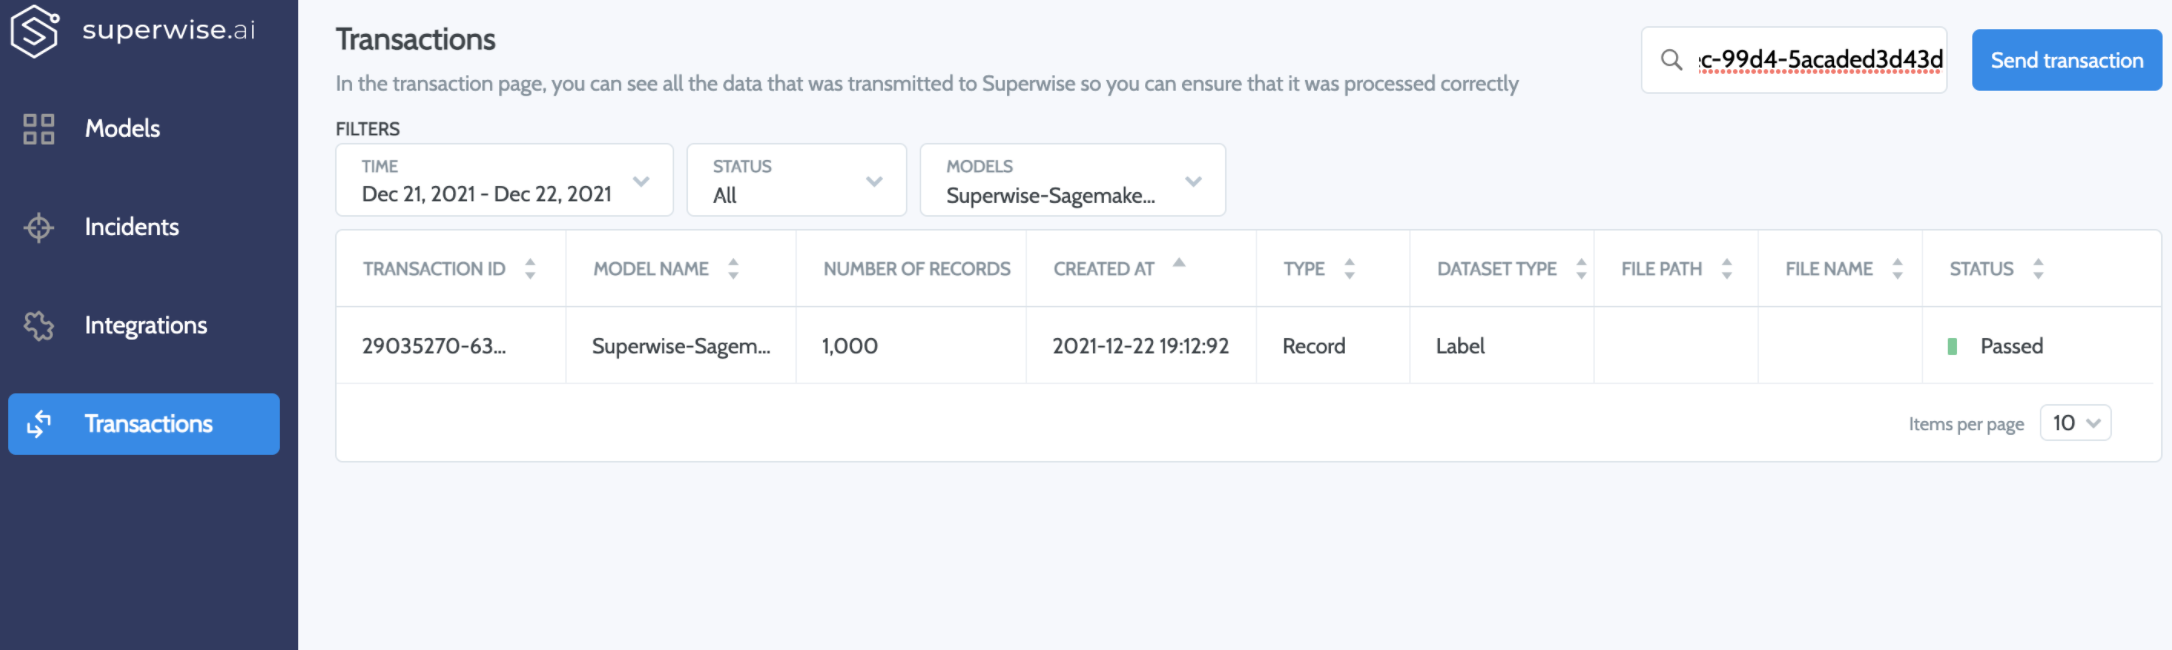 superwise.ai
Models
Incidents
Integrations
Transactions
Transactions
In the transaction page, you can see all the data that was transmitted to Superwise so you can ensure that it was processed correctly
c-99d4-5acaded3d43d
Send transaction
FILTERS
TIME
Dec 21, 2021 - Dec 22, 2021
STATUS
All
MODELS
Superwise-Sagemake...
TRANSACTION ID MODEL NAME NUMBER OF RECORDS CREATED AT TYPE DATASET TYPE FILE PATH FILE NAME STATUS
29035270-63... Superwise-Sagem... 1,000 2021-12-22 19:12:92 Record Label Passed
Items per page 10